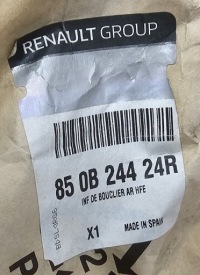 RENAULT GROUP
85 0B 244 24R
INF DE BOUCLIER AR HFE
X1
MADE IN SPAIN